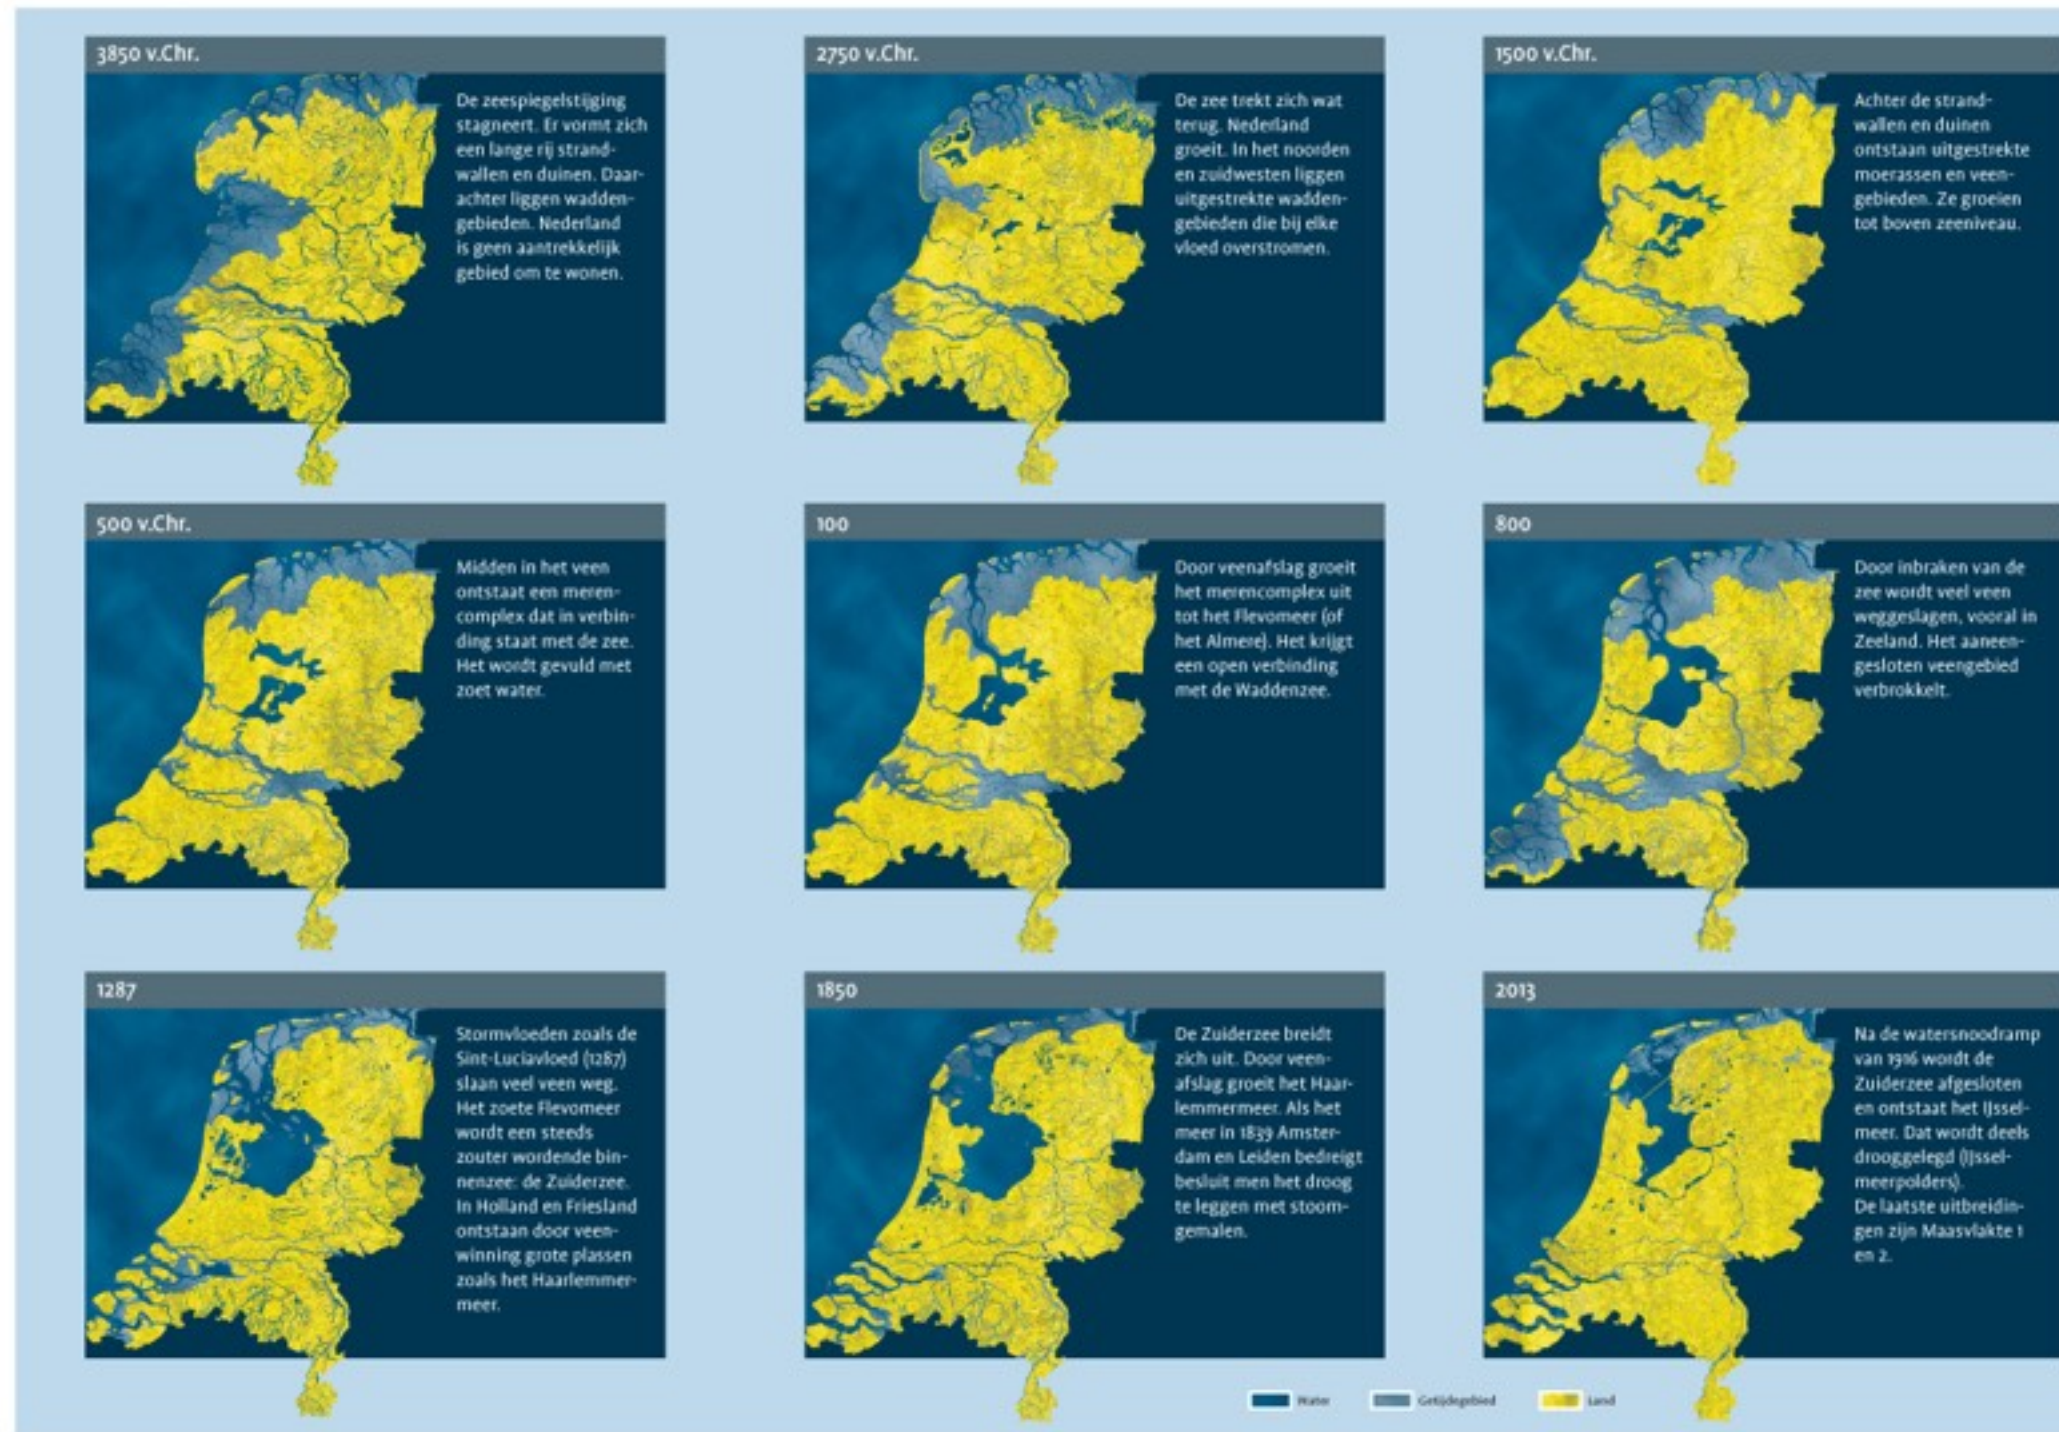 3850 v.Chr.
De zeespiegelstijging
stagneert. Er vormt zich
een lange rij strand-
wallen en duinen. Daar-
achter liggen wadden-
gebieden. Nederland
is geen aantrekkelijk
gebied om te wonen.
2750 v.Chr.
De zee trekt zich wat
terug. Nederland
groeit. In het noorden
en zuidwesten liggen
uitgestrekte wadden-
gebieden die bij elke
vloed overstromen.
1500 v.Chr.
Achter de strand-
wallen en duinen
ontstaan uitgestrekte
moerassen en veen-
gebieden. Ze groeien
tot boven zeeniveau.
500 v.Chr.
Midden in het veen
ontstaat een meren-
complex dat in verbin-
ding staat met de zee.
Het wordt gevuld met
zoet water.
100
Door veenafslag groeit
het merencomplex uit
tot het Flevomeer (of
het Almere). Het krijgt
een open verbinding
met de Waddenzee.
800
Door inbraken van de
zee wordt veel veen
weggeslagen, vooral in
Zeeland. Het aaneen-
gesloten veengebied
verbrokkelt.
1287
Stormvloeden zoals de
Sint-Luciavloed (1287)
slaan veel veen weg.
Het zoete Flevomeer
wordt een steeds
zouter wordende bin-
nenzee: de Zuiderzee.
In Holland en Friesland
ontstaan door veen-
winning grote plassen
zoals het Haarlemmer-
meer.
1850
De Zuiderzee breidt
zich uit. Door veen-
afslag groeit het Haar-
lemmermeer. Als het
meer in 1839 Amster-
dam en Leiden bedreigt
besluit men het droog
te leggen met stoom-
gemalen.
2013
Na de watersnoodramp
van 1916 wordt de
Zuiderzee afgesloten
en ontstaat het IJssel-
meer. Dat wordt deels
drooggelegd (IJssel-
meerpolders).
De laatste uitbreidin-
gen zijn Maasvlakte 1
en 2.
Water
Getijdegebied
Land